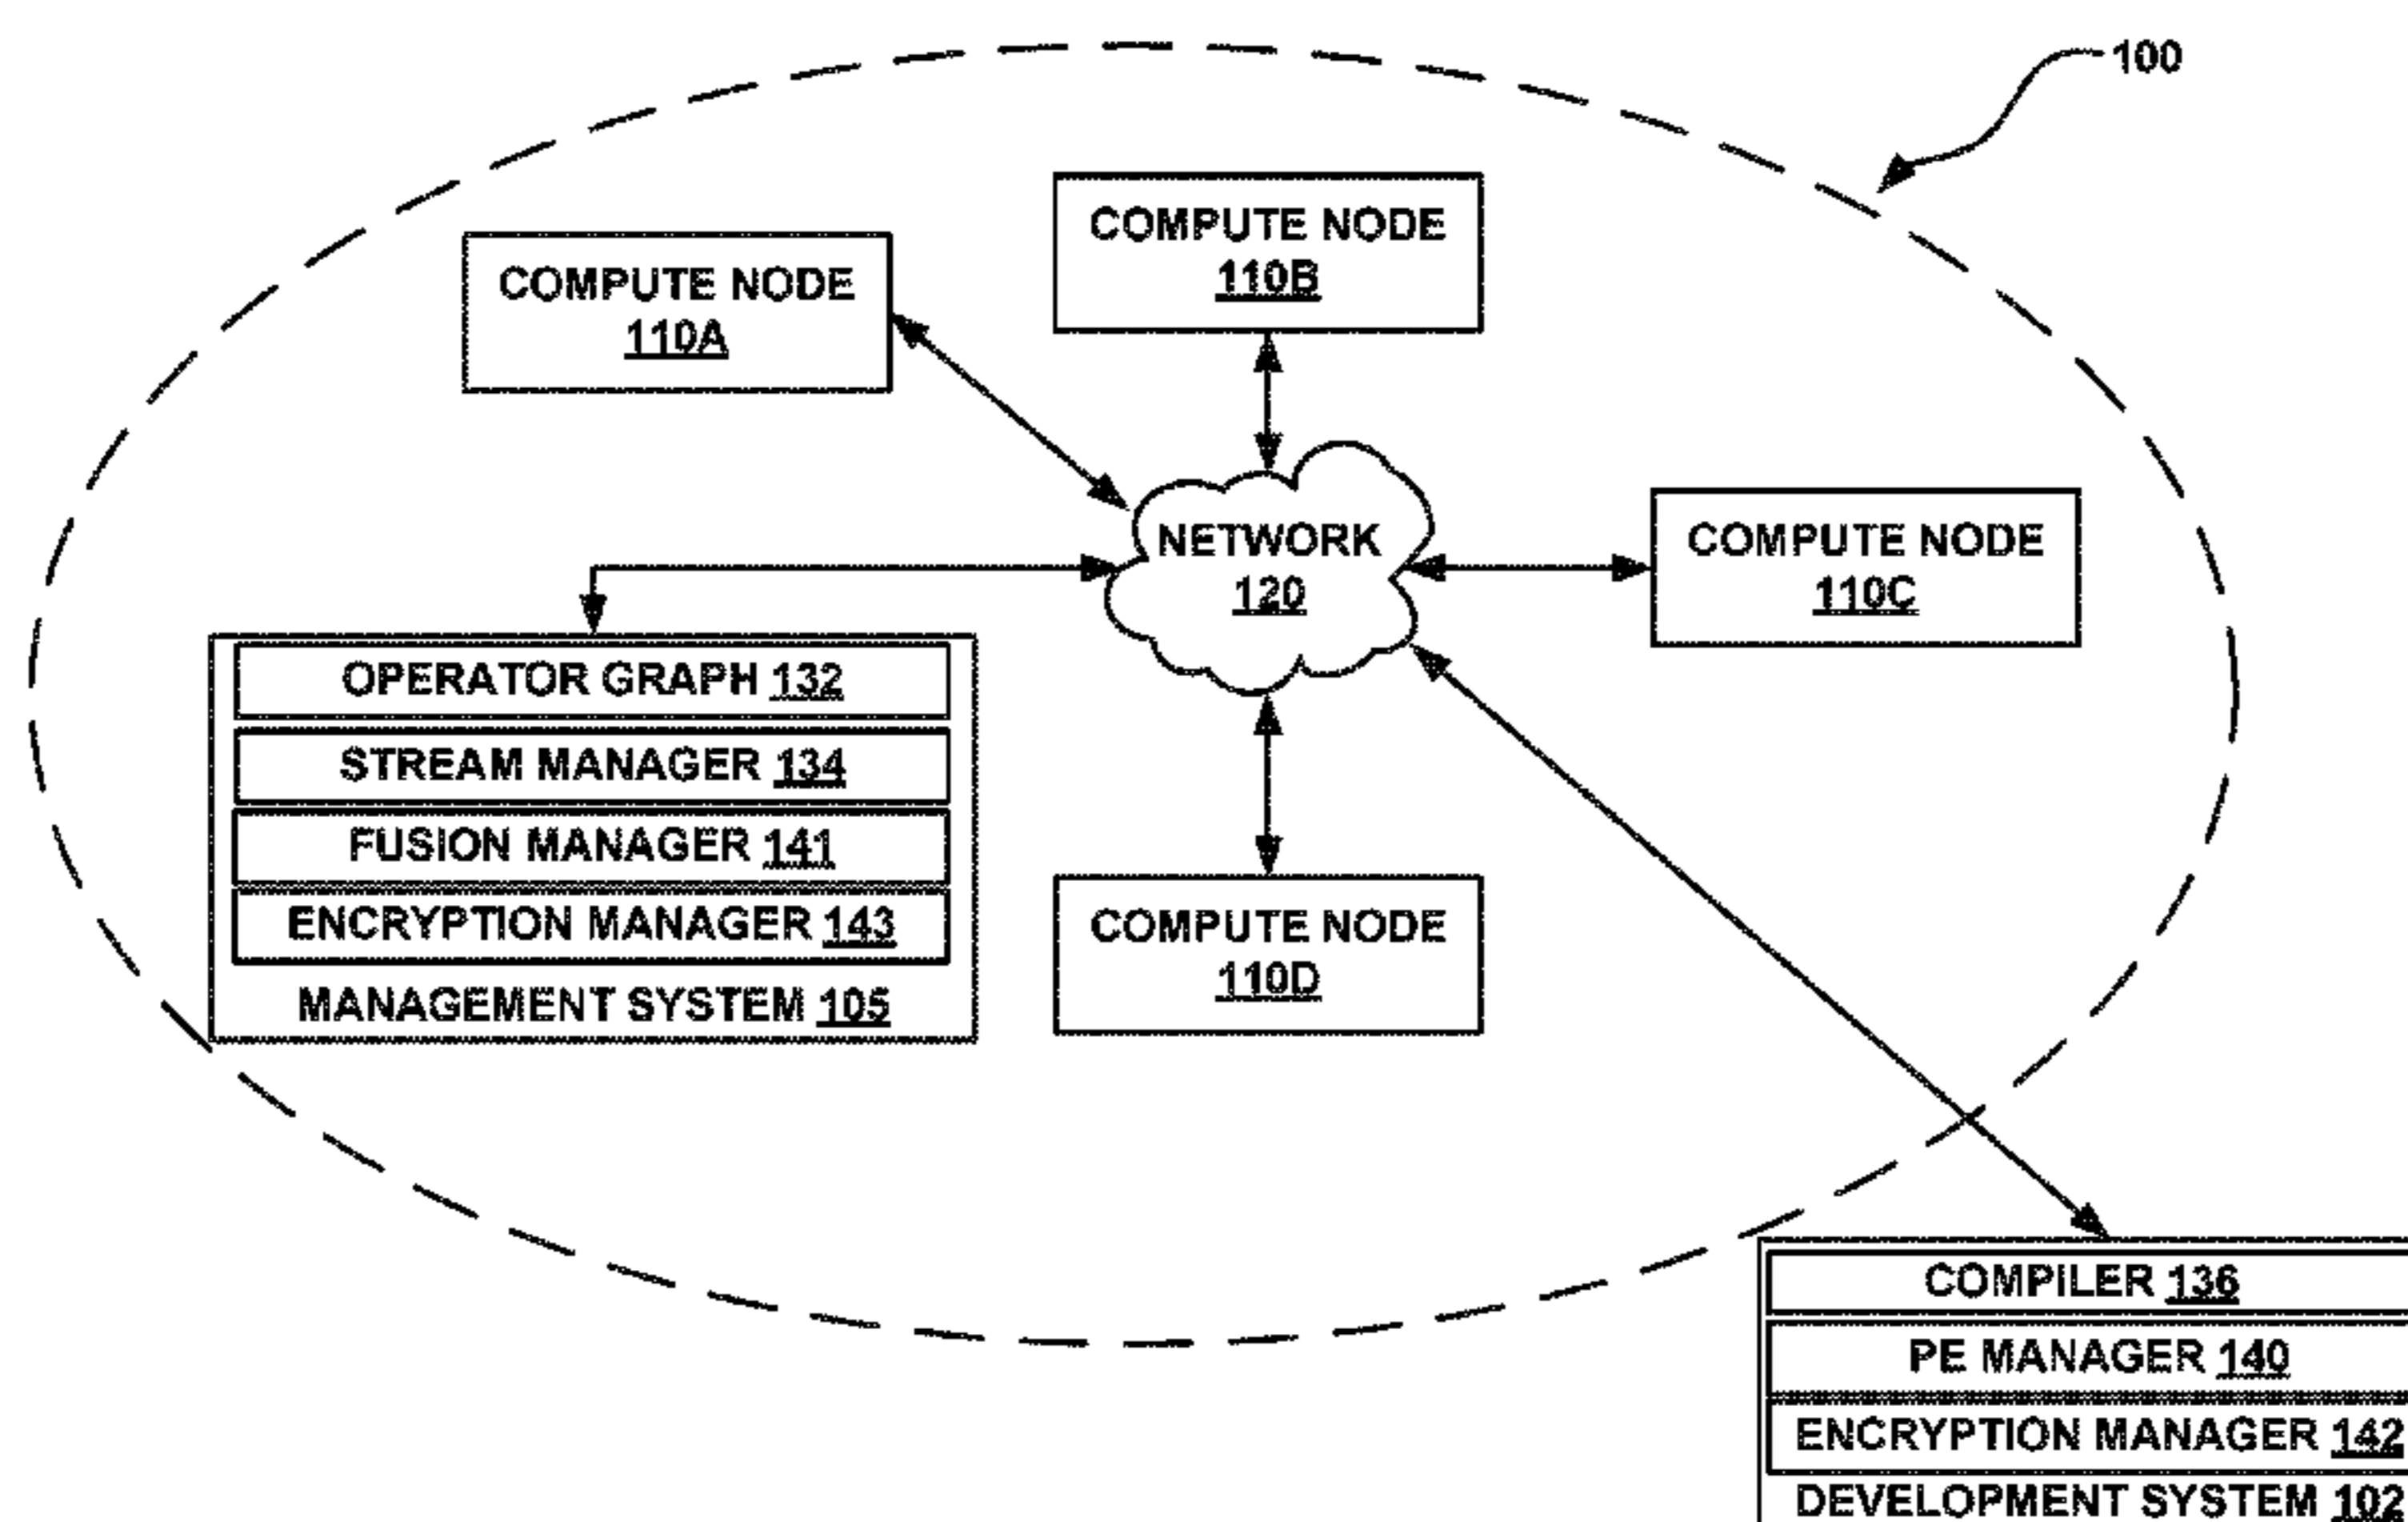 100
COMPUTE NODE
110B
COMPUTE NODE
110A
NETWORK
120
COMPUTE NODE
110C
OPERATOR GRAPH 132
STREAM MANAGER 134
FUSION MANAGER 141
ENCRYPTION MANAGER 143
MANAGEMENT SYSTEM 105
COMPUTE NODE
110D
COMPILER 136
PE MANAGER 140
ENCRYPTION MANAGER 142
DEVELOPMENT SYSTEM 102